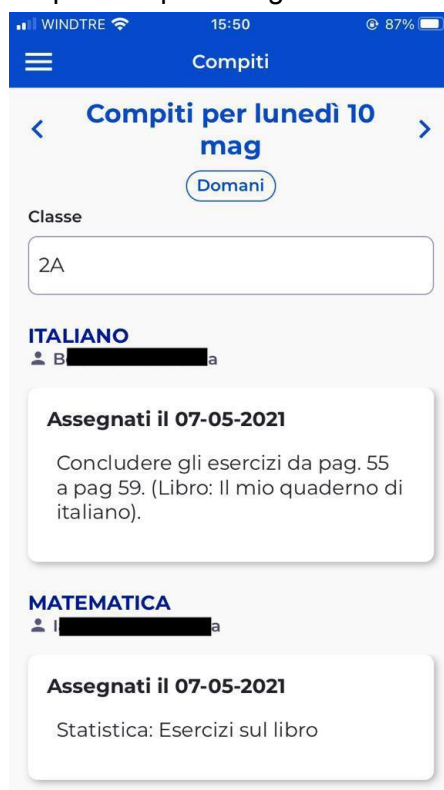 WINDTRE 15:50 87%
Compiti
Compiti per lunedì 10
mag
Domani
Classe
2A
ITALIANO
B a
Assegnati il 07-05-2021
Concludere gli esercizi da pag. 55
a pag 59. (Libro: Il mio quaderno di
italiano).
MATEMATICA
a
Assegnati il 07-05-2021
Statistica: Esercizi sul libro